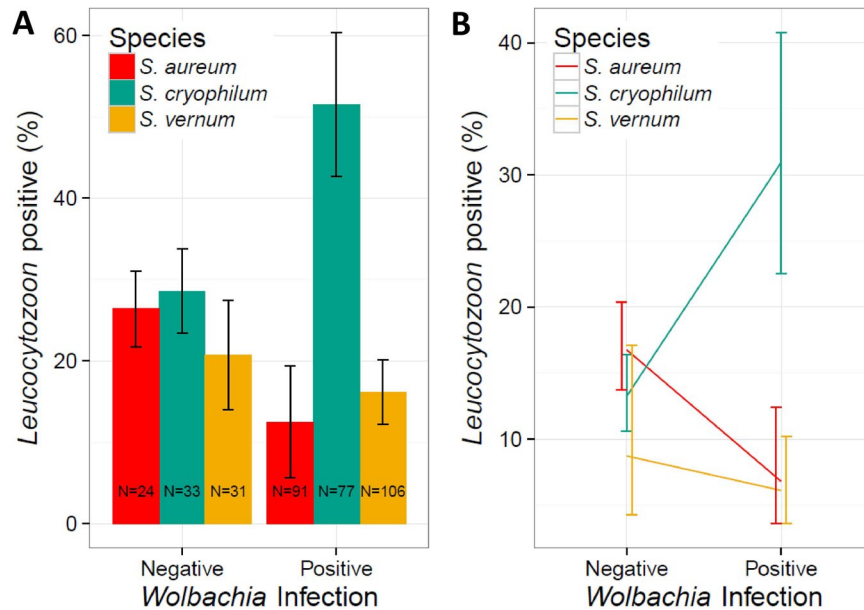 A
Leucocytozoon positive (%)
60
40
20
0
Species
S. aureum
S. cryophilum
S. vernum
N=24 N=33 N=31 N=91 N=77 N=106
Negative Positive
Wolbachia Infection
B
Leucocytozoon positive (%)
40
30
20
10
Species
S. aureum
S. cryophilum
S. vernum
Negative Positive
Wolbachia Infection